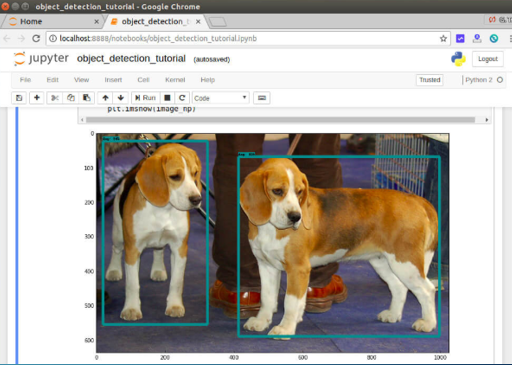 object_detection_tutorial - Google Chrome
Home
object_detection_t
localhost:8888/notebooks/object_detection_tutorial.ipynb
jupyter object_detection_tutorial (autosaved)
Logout
File Edit View Insert Cell Kernel Help
Trusted
Python 2
Run
Code
plt.imshow(image_np)
0
100
200
300
400
500
600
0 200 400 600 800 1000